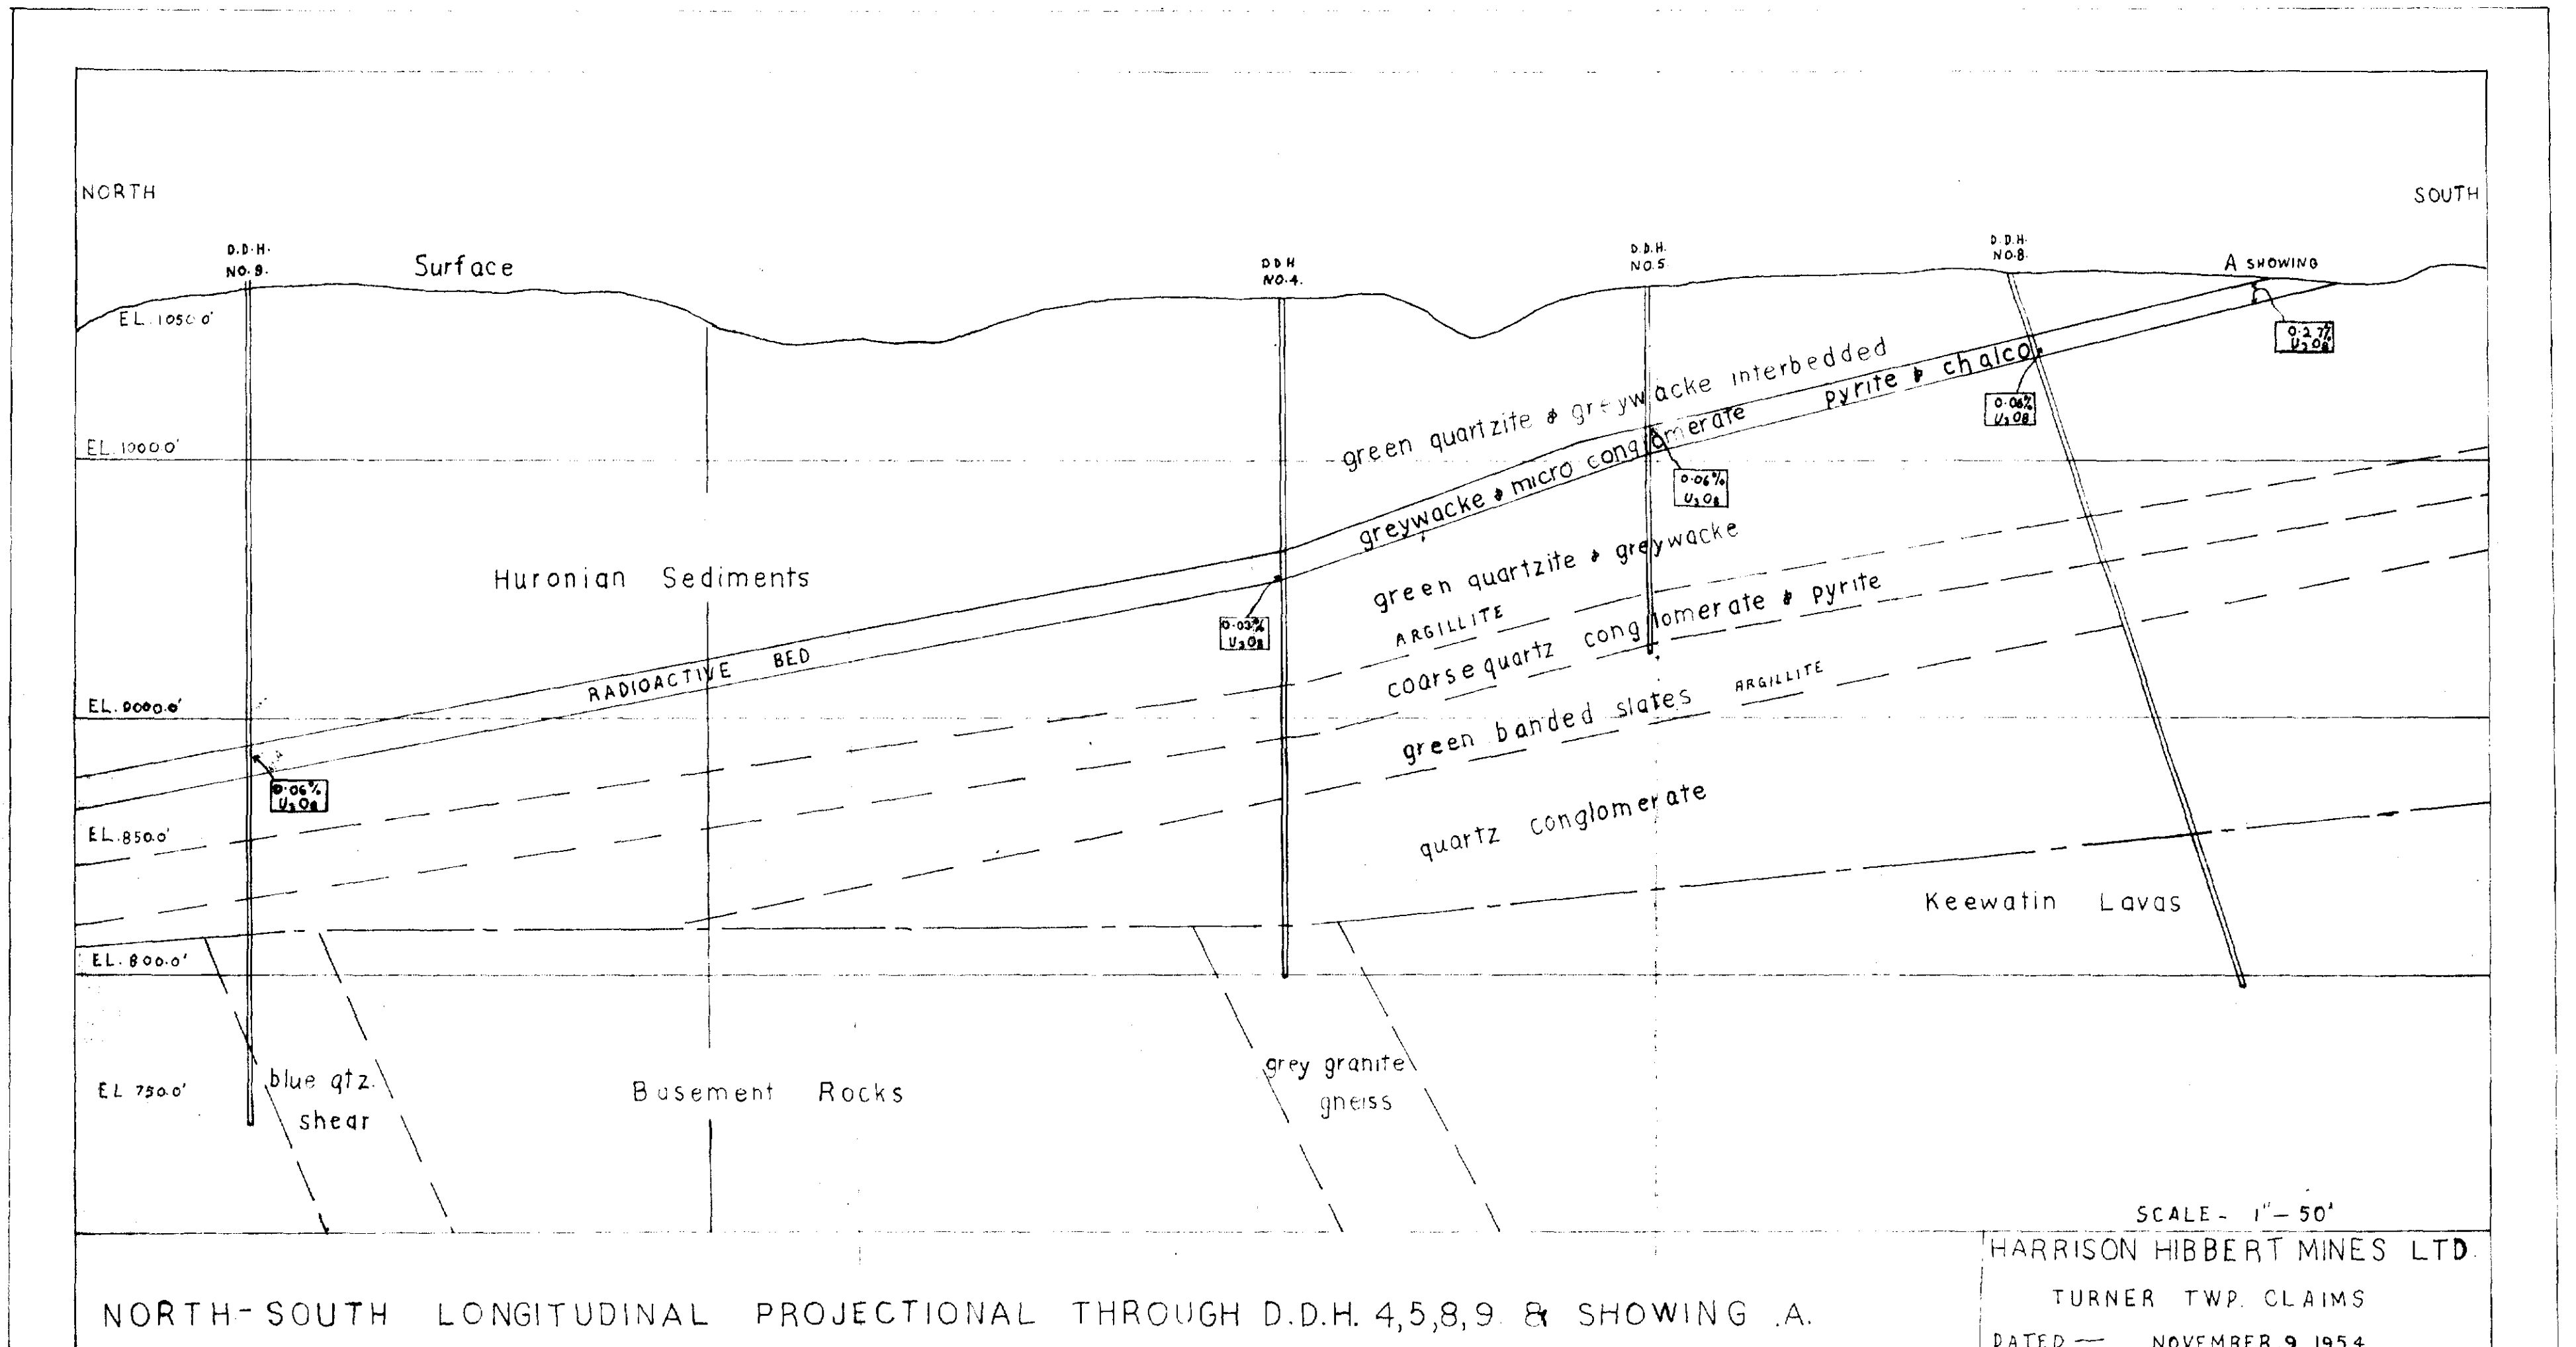 NORTH
SOUTH
D.D.H.
NO.9.
Surface
D D H
NO.4.
D.D.H.
NO.5
D.D.H.
NO.8.
A SHOWING
EL. 1050.0'
0.27%
U3O8
green quartzite & greywacke interbedded
pyrite & chalco
0.06%
U3O8
EL. 1000.0'
greywacke & micro conglomerate
0.06%
U3O8
green quartzite & greywacke
Huronian Sediments
0.03%
U3O8
ARGILLITE
coarse quartz conglomerate & pyrite
RADIOACTIVE BED
green banded slates
ARGILLITE
EL. 9000.0'
0.06%
U3O8
EL. 850.0'
quartz conglomerate
Keewatin Lavas
EL. 800.0'
EL 750.0'
blue qtz.
shear
Basement Rocks
grey granite
gneiss
SCALE - 1" - 50'
HARRISON HIBBERT MINES LTD.
TURNER TWP. CLAIMS
DATED — NOVEMBER 9 1954
NORTH-SOUTH LONGITUDINAL PROJECTIONAL THROUGH D.D.H. 4,5,8,9. & SHOWING .A.